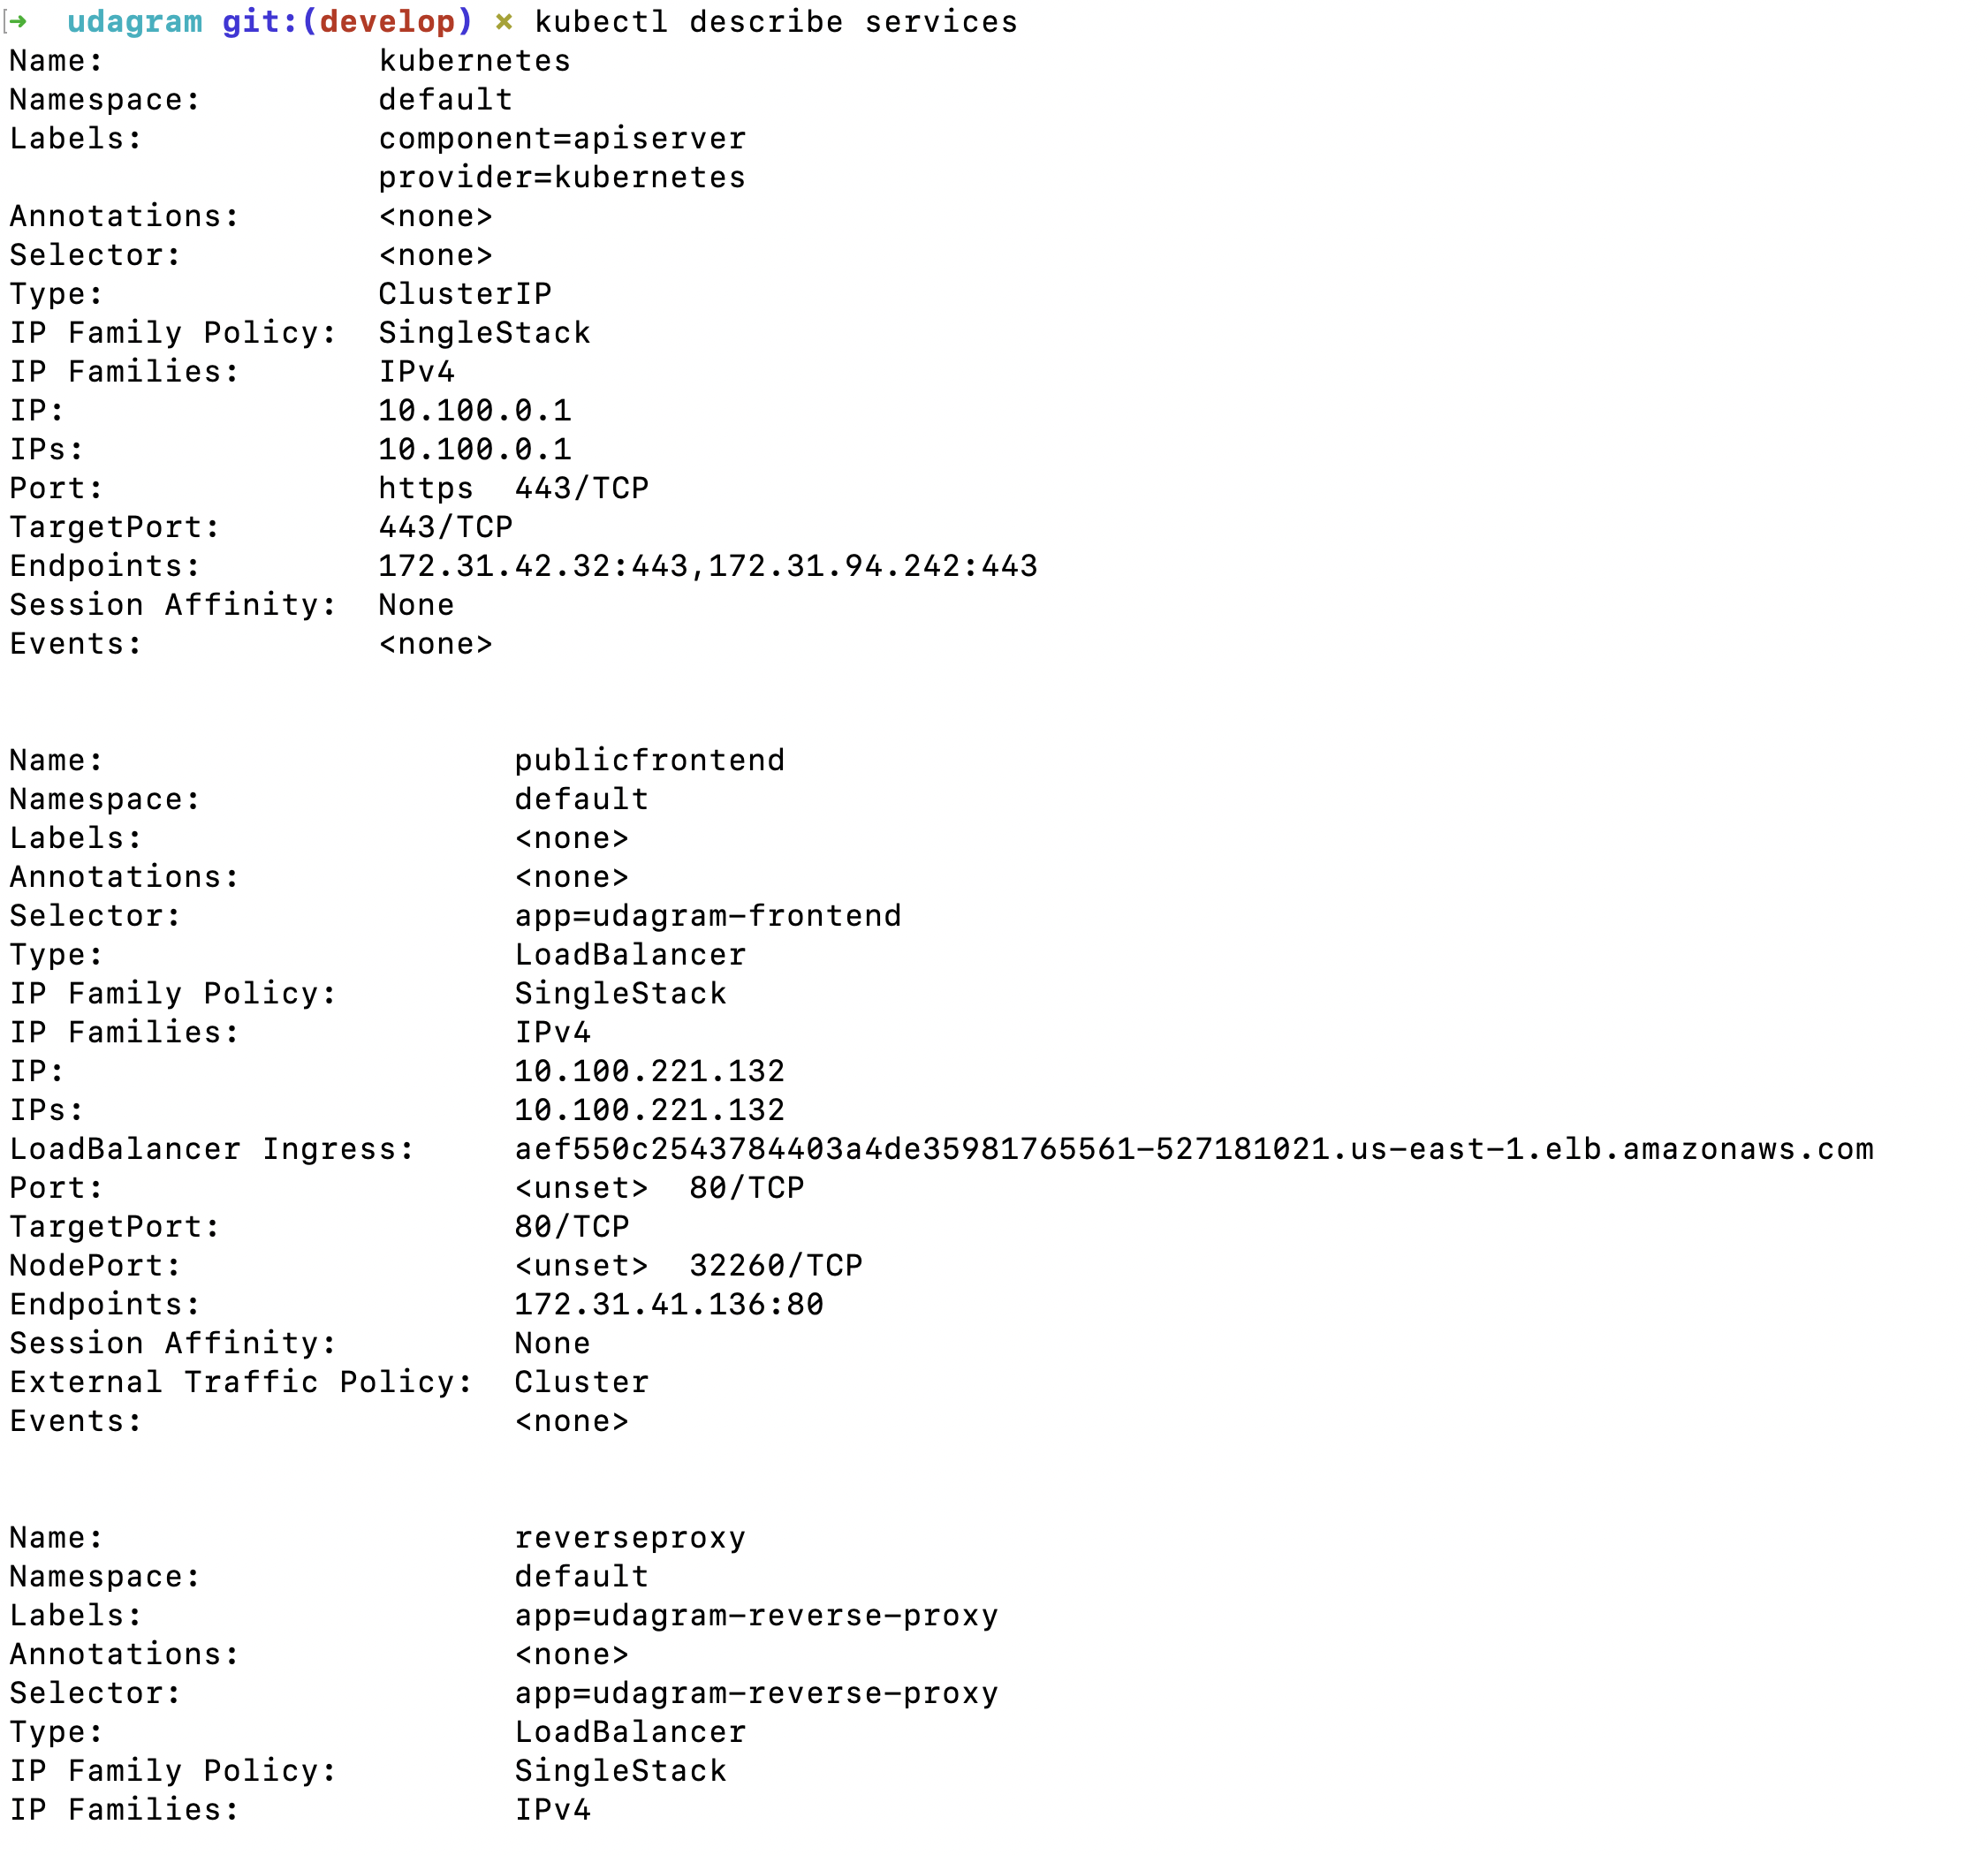 ➜  udagram git:(develop) ✗ kubectl describe services
Name:              kubernetes
Namespace:         default
Labels:            component=apiserver
                   provider=kubernetes
Annotations:       <none>
Selector:          <none>
Type:              ClusterIP
IP Family Policy:  SingleStack
IP Families:       IPv4
IP:                10.100.0.1
IPs:               10.100.0.1
Port:              https  443/TCP
TargetPort:        443/TCP
Endpoints:         172.31.42.32:443,172.31.94.242:443
Session Affinity:  None
Events:            <none>

Name:                     publicfrontend
Namespace:                default
Labels:                   <none>
Annotations:              <none>
Selector:                 app=udagram-frontend
Type:                     LoadBalancer
IP Family Policy:         SingleStack
IP Families:              IPv4
IP:                       10.100.221.132
IPs:                      10.100.221.132
LoadBalancer Ingress:     aef550c2543784403a4de35981765561-527181021.us-east-1.elb.amazonaws.com
Port:                     <unset>  80/TCP
TargetPort:               80/TCP
NodePort:                 <unset>  32260/TCP
Endpoints:                172.31.41.136:80
Session Affinity:         None
External Traffic Policy:  Cluster
Events:                   <none>

Name:                     reverseproxy
Namespace:                default
Labels:                   app=udagram-reverse-proxy
Annotations:              <none>
Selector:                 app=udagram-reverse-proxy
Type:                     LoadBalancer
IP Family Policy:         SingleStack
IP Families:              IPv4